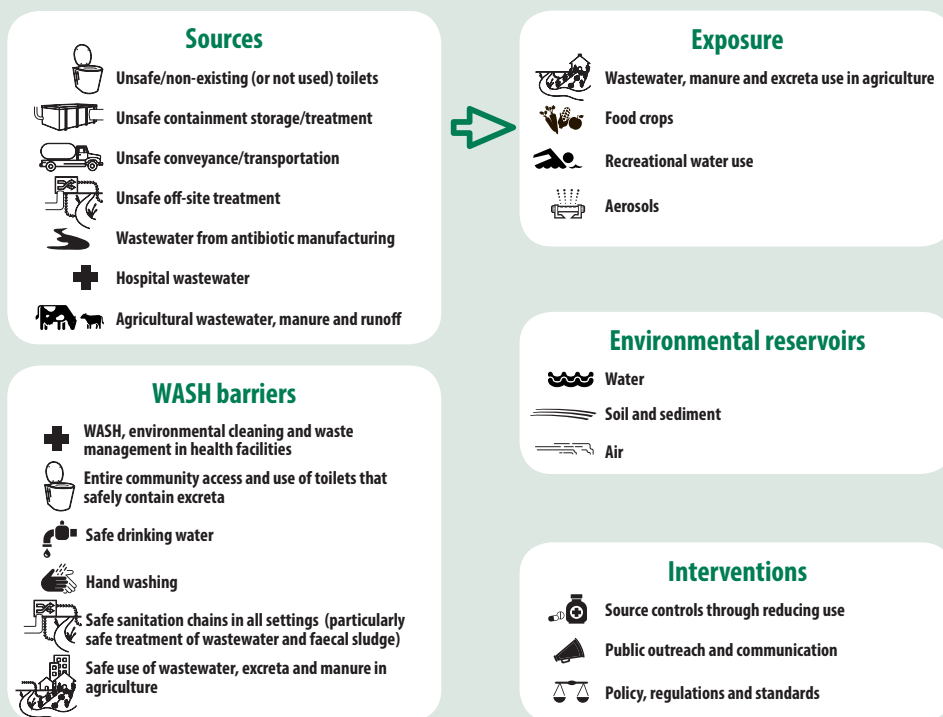 Sources
Unsafe/non-existing (or not used) toilets
Unsafe containment storage/treatment
Unsafe conveyance/transportation
Unsafe off-site treatment
Wastewater from antibiotic manufacturing
Hospital wastewater
Agricultural wastewater, manure and runoff
WASH barriers
WASH, environmental cleaning and waste
management in health facilities
Entire community access and use of toilets that
safely contain excreta
Safe drinking water
Hand washing
Safe sanitation chains in all settings (particularly
safe treatment of wastewater and faecal sludge)
Safe use of wastewater, excreta and manure in
agriculture
Exposure
Wastewater, manure and excreta use in agriculture
Food crops
Recreational water use
Aerosols
Environmental reservoirs
Water
Soil and sediment
Air
Interventions
Source controls through reducing use
Public outreach and communication
Policy, regulations and standards